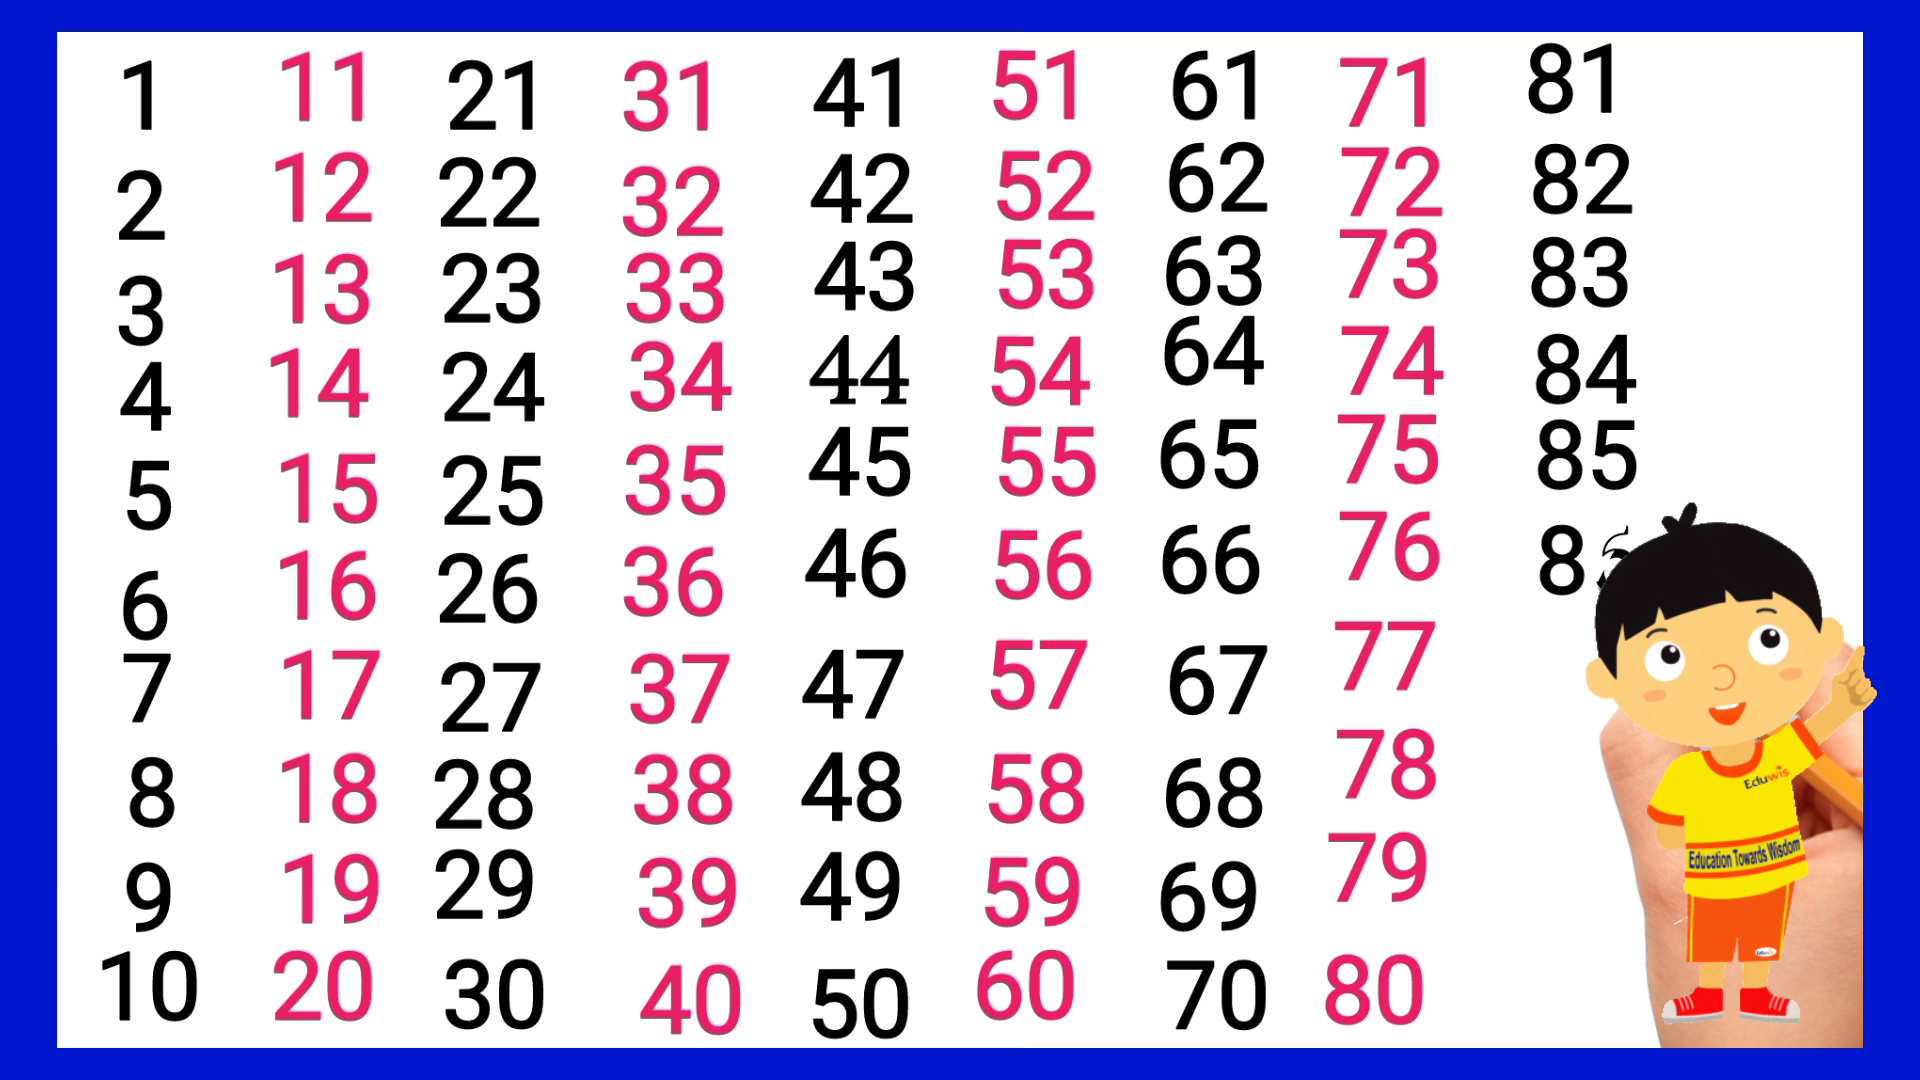 1 11 21 31 41 51 61 71 81
2 12 22 32 42 52 62 72 82
3 13 23 33 43 53 63 73 83
4 14 24 34 44 54 64 74 84
5 15 25 35 45 55 65 75 85
6 16 26 36 46 56 66 76 8
7 17 27 37 47 57 67 77
8 18 28 38 48 58 68 78
9 19 29 39 49 59 69 79
10 20 30 40 50 60 70 80
Eduwis
Education Towards Wisdom